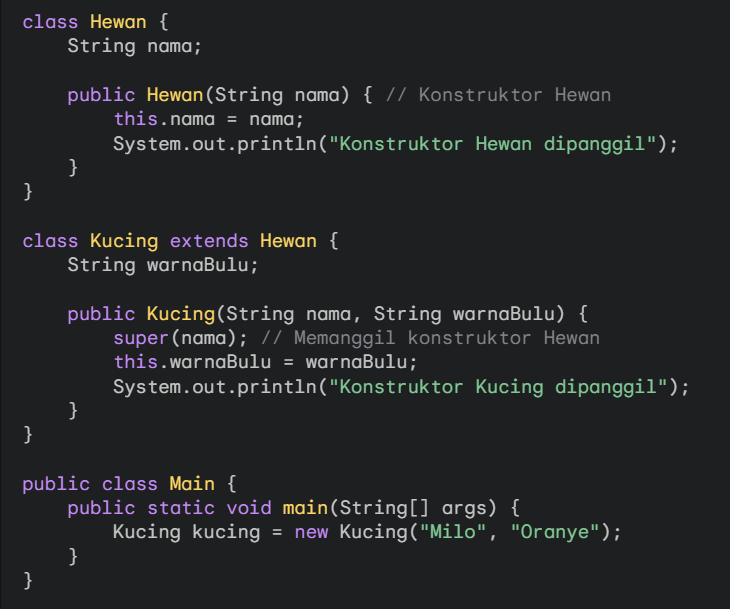 class Hewan {
    String nama;

    public Hewan(String nama) { // Konstruktor Hewan
        this.nama = nama;
        System.out.println("Konstruktor Hewan dipanggil");
    }
}

class Kucing extends Hewan {
    String warnaBulu;

    public Kucing(String nama, String warnaBulu) {
        super(nama); // Memanggil konstruktor Hewan
        this.warnaBulu = warnaBulu;
        System.out.println("Konstruktor Kucing dipanggil");
    }
}

public class Main {
    public static void main(String[] args) {
        Kucing kucing = new Kucing("Milo", "Oranye");
    }
}